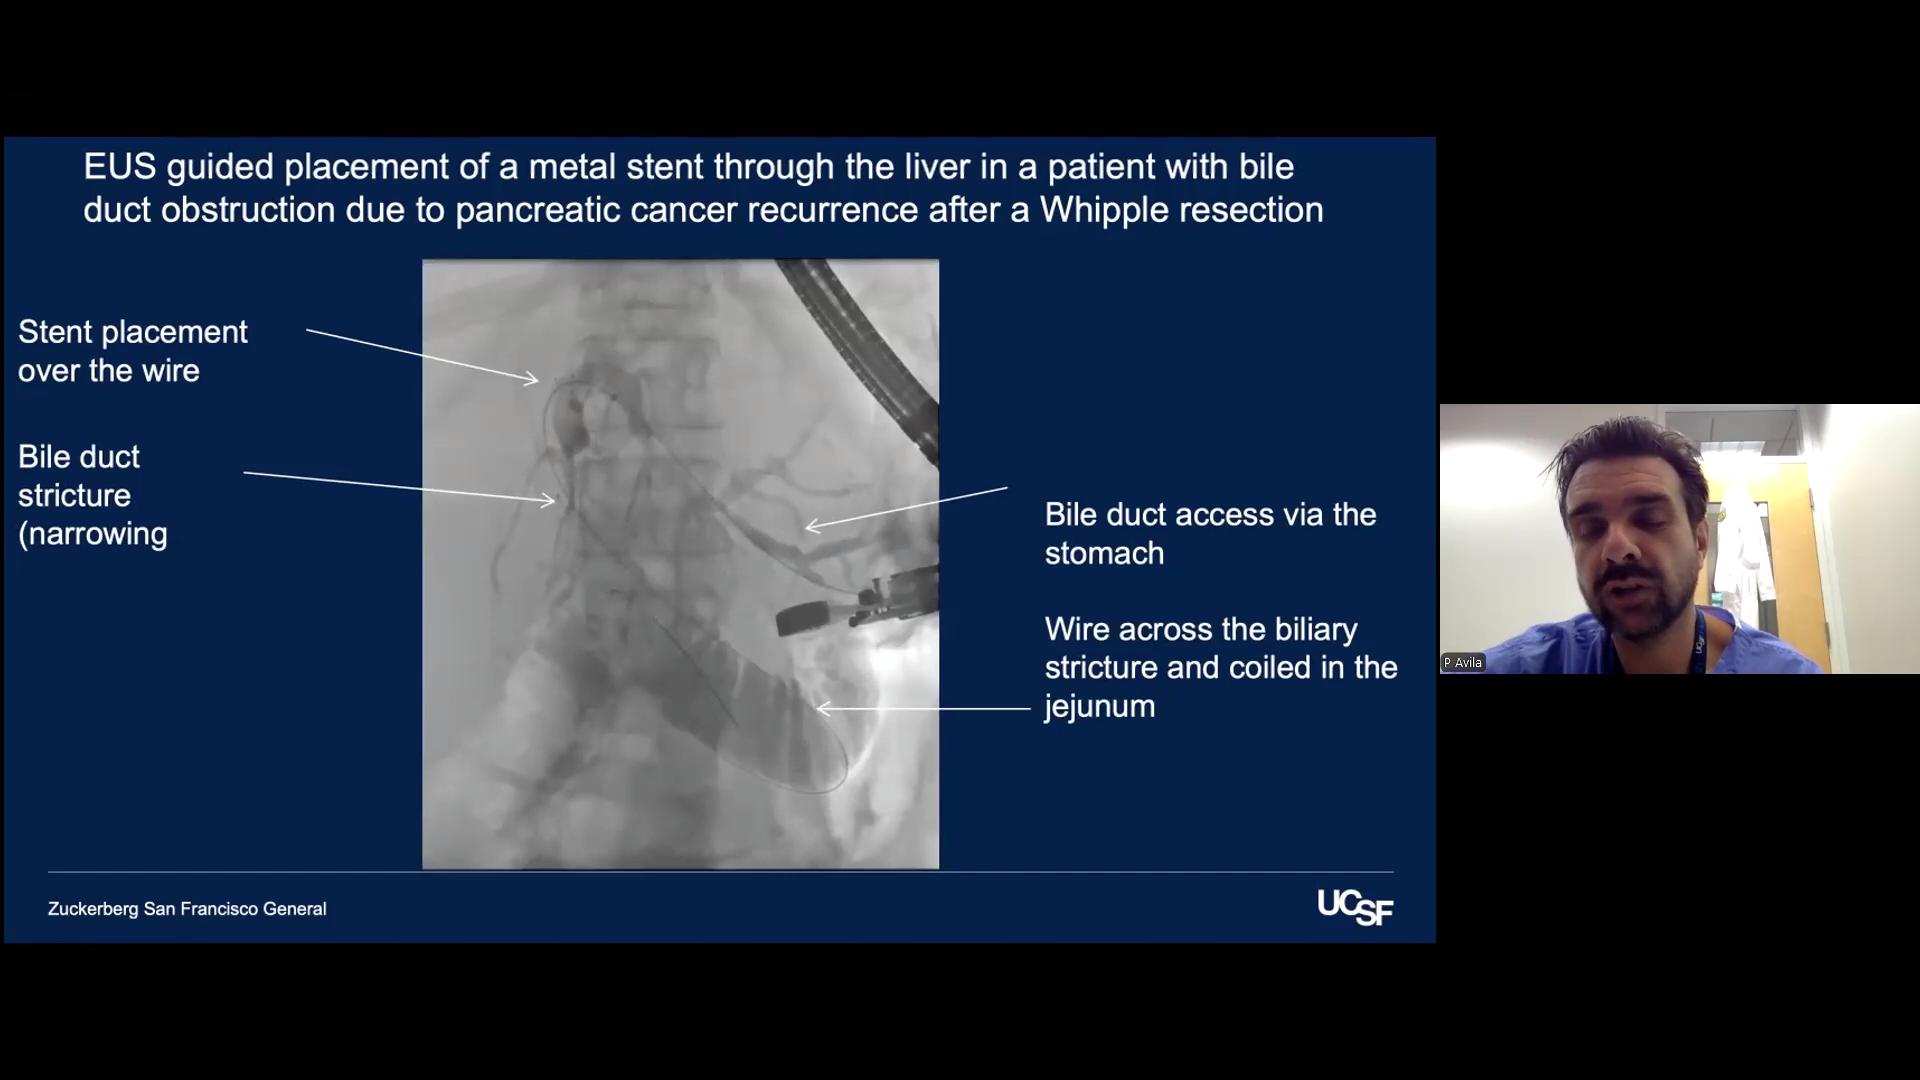 EUS guided placement of a metal stent through the liver in a patient with bile
duct obstruction due to pancreatic cancer recurrence after a Whipple resection
Stent placement
over the wire
Bile duct
stricture
(narrowing
Bile duct access via the
stomach
Wire across the biliary
stricture and coiled in the
jejunum
Zuckerberg San Francisco General
UCSF
P Avila
UCSF